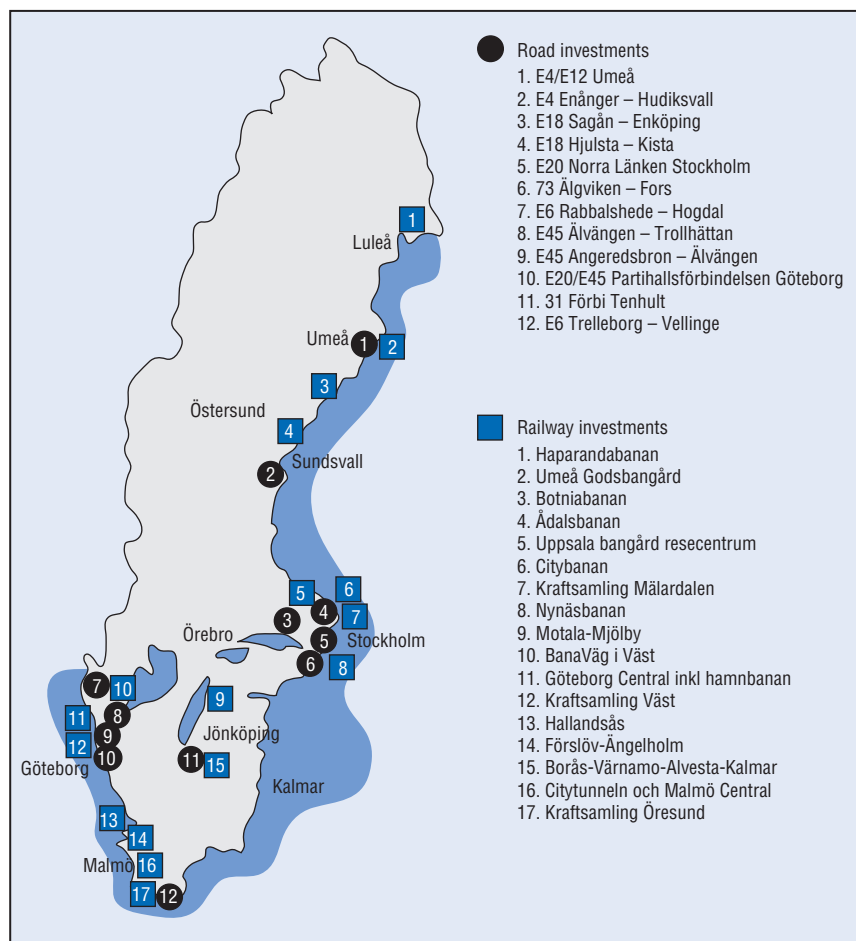 Road investments
1. E4/E12 Umeå
2. E4 Enånger – Hudiksvall
3. E18 Sagån – Enköping
4. E18 Hjulsta – Kista
5. E20 Norra Länken Stockholm
6. 73 Älgviken – Fors
7. E6 Rabbalshede – Hogdal
8. E45 Älvängen – Trollhättan
9. E45 Angeredsbron – Älvängen
10. E20/E45 Partihallsförbindelsen Göteborg
11. 31 Förbi Tenhult
12. E6 Trelleborg – Vellinge
Railway investments
1. Haparandabanan
2. Umeå Godsbangård
3. Botniabanan
4. Ådalsbanan
5. Uppsala bangård resecentrum
6. Citybanan
7. Kraftsamling Mälardalen
8. Nynäsbanan
9. Motala-Mjölby
10. BanaVäg i Väst
11. Göteborg Central inkl hamnbanan
12. Kraftsamling Väst
13. Hallandsås
14. Förslöv-Ängelholm
15. Borås-Värnamo-Alvesta-Kalmar
16. Citytunneln och Malmö Central
17. Kraftsamling Öresund
1
Luleå
Umeå 1 2
3
Östersund
4
Sundsvall
2
5 6
3 4 7
Örebro 5 Stockholm
6 8
7 10
9
11 8
9 Jönköping
12
Göteborg 10 11 15
Kalmar
13
14
Malmö 16
17 12